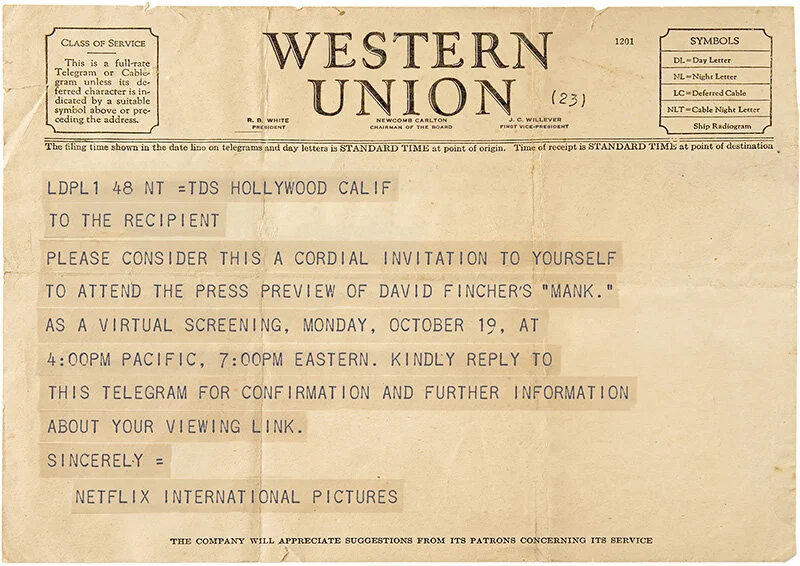 CLASS OF SERVICE
This is a full-rate
Telegram or Cable-
gram unless its de-
ferred character is in-
dicated by a suitable
symbol above or pre-
ceding the address.
WESTERN
UNION
(23)
1201
R. B. WHITE
PRESIDENT
NEWCOMB CARLTON
CHAIRMAN OF THE BOARD
J. C. WILLEVER
FIRST VICE-PRESIDENT
SYMBOLS
DL = Day Letter
NL = Night Letter
LC = Deferred Cable
NLT = Cable Night Letter
Ship Radiogram
The filing time shown in the date line on telegrams and day letters is STANDARD TIME at point of origin. Time of receipt is STANDARD TIME at point of destination
LDPL1 48 NT =TDS HOLLYWOOD CALIF
TO THE RECIPIENT
PLEASE CONSIDER THIS A CORDIAL INVITATION TO YOURSELF
TO ATTEND THE PRESS PREVIEW OF DAVID FINCHER'S "MANK."
AS A VIRTUAL SCREENING, MONDAY, OCTOBER 19, AT
4:00PM PACIFIC, 7:00PM EASTERN. KINDLY REPLY TO
THIS TELEGRAM FOR CONFIRMATION AND FURTHER INFORMATION
ABOUT YOUR VIEWING LINK.
SINCERELY =
NETFLIX INTERNATIONAL PICTURES
THE COMPANY WILL APPRECIATE SUGGESTIONS FROM ITS PATRONS CONCERNING ITS SERVICE